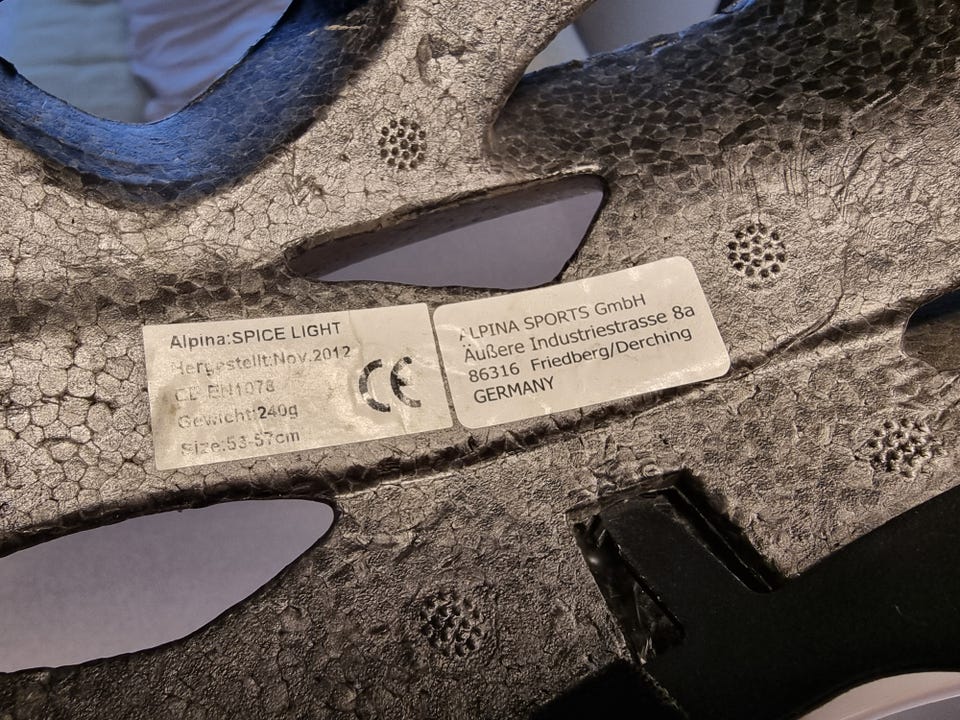 Alpina:SPICE LIGHT
Hergestellt:Nov.2012
CE EN1078
Gewicht:240g
Size:53-57cm
CE
ALPINA SPORTS GmbH
Äußere Industriestrasse 8a
86316 Friedberg/Derching
GERMANY